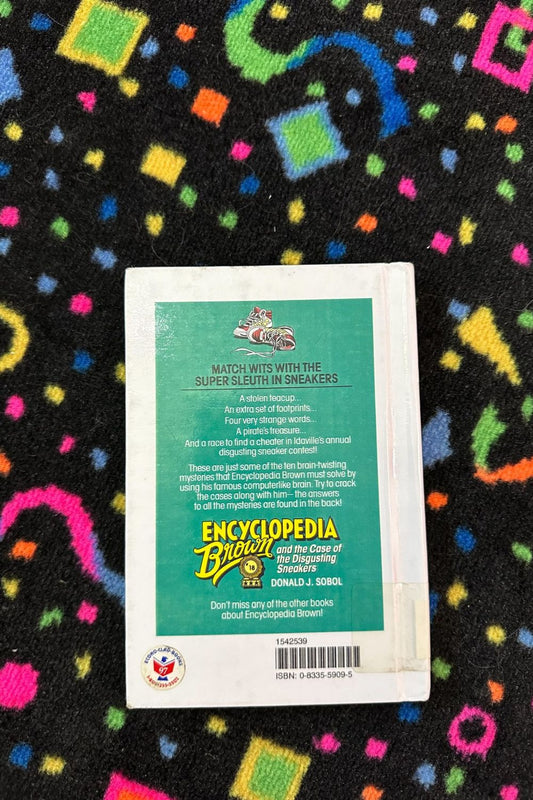 MATCH WITS WITH THE
SUPER SLEUTH IN SNEAKERS
A stolen teacup...
An extra set of footprints...
Four very strange words...
A pirate's treasure...
And a race to find a cheater in Idaville's annual
disgusting sneaker contest!
These are just some of the ten brain-twisting
mysteries that Encyclopedia Brown must solve by
using his famous computerlike brain. Try to crack
the cases along with him—the answers
to all the mysteries are found in the back!
ENCYCLOPEDIA
Brown
and the Case of
the Disgusting
Sneakers
DONALD J. SOBOL
Don't miss any of the other books
about Encyclopedia Brown!
1542539
ISBN: 0-8335-5909-5